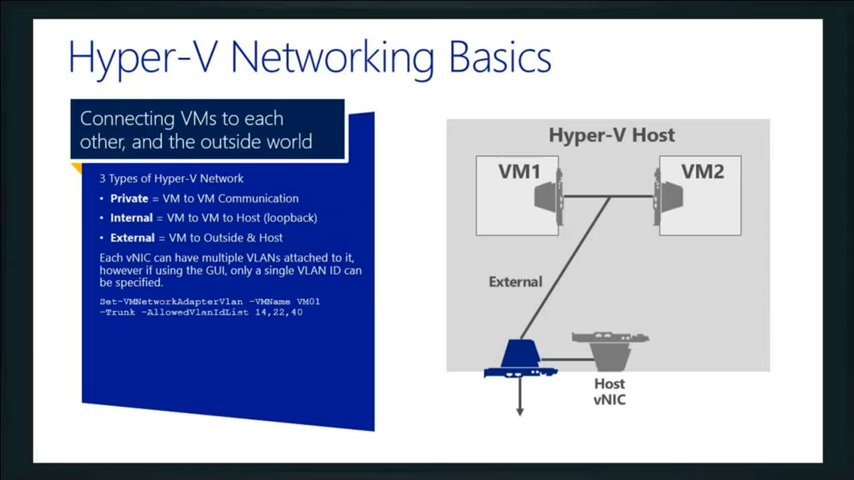 Hyper-V Networking Basics
Connecting VMs to each
other, and the outside world
3 Types of Hyper-V Network
• Private = VM to VM Communication
• Internal = VM to VM to Host (loopback)
• External = VM to Outside & Host
Each vNIC can have multiple VLANs attached to it,
however if using the GUI, only a single VLAN ID can
be specified.
Set-VMNetworkAdapterVlan –VMName VM01
–Trunk -AllowedVlanIdList 14,22,40
Hyper-V Host
VM1
VM2
External
Host
vNIC